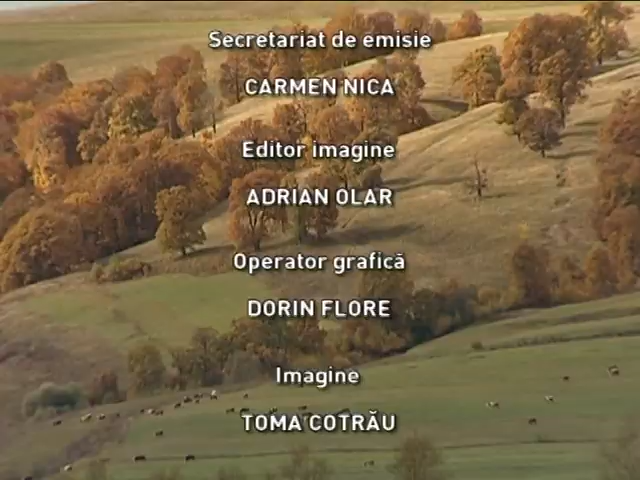 Secretariat de emisie
CARMEN NICA
Editor imagine
ADRIAN OLAR
Operator grafică
DORIN FLORE
Imagine
TOMA COTRĂU